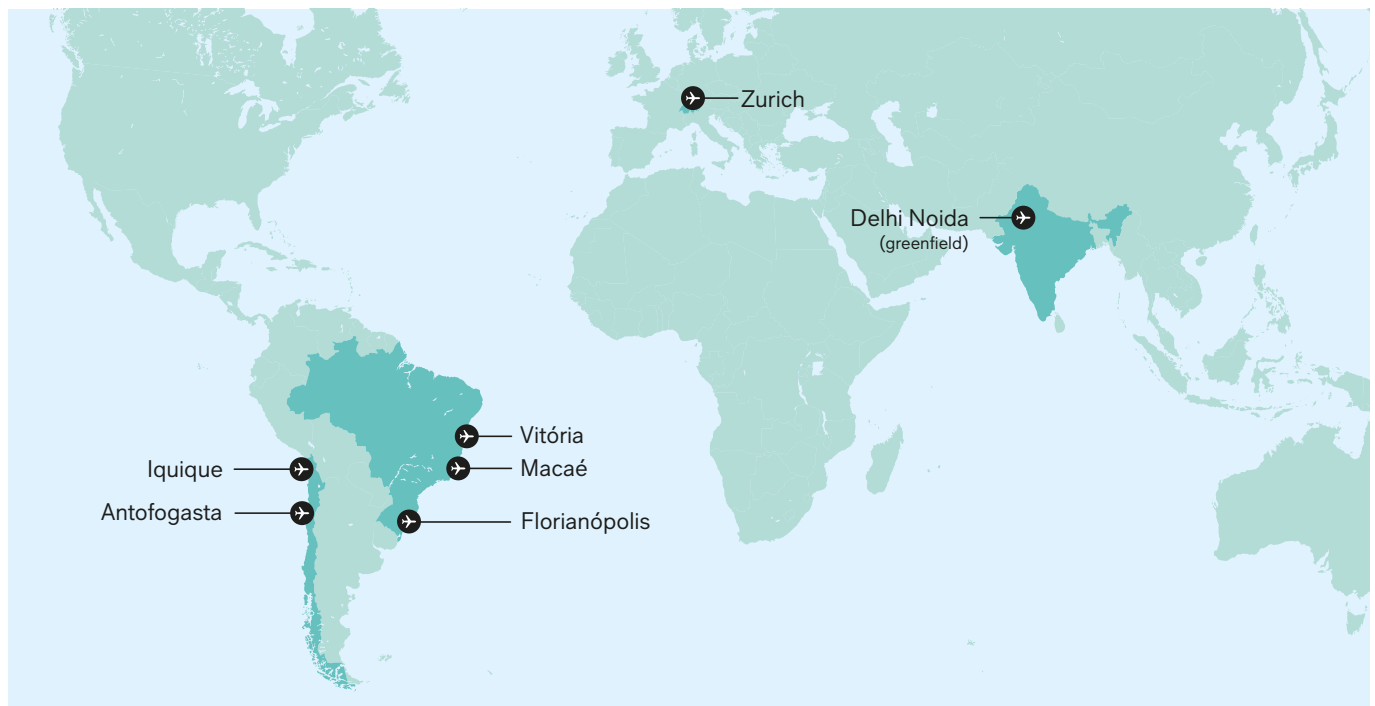 Zurich
Delhi Noida
(greenfield)
Vitória
Iquique
Macaé
Antofogasta
Florianópolis